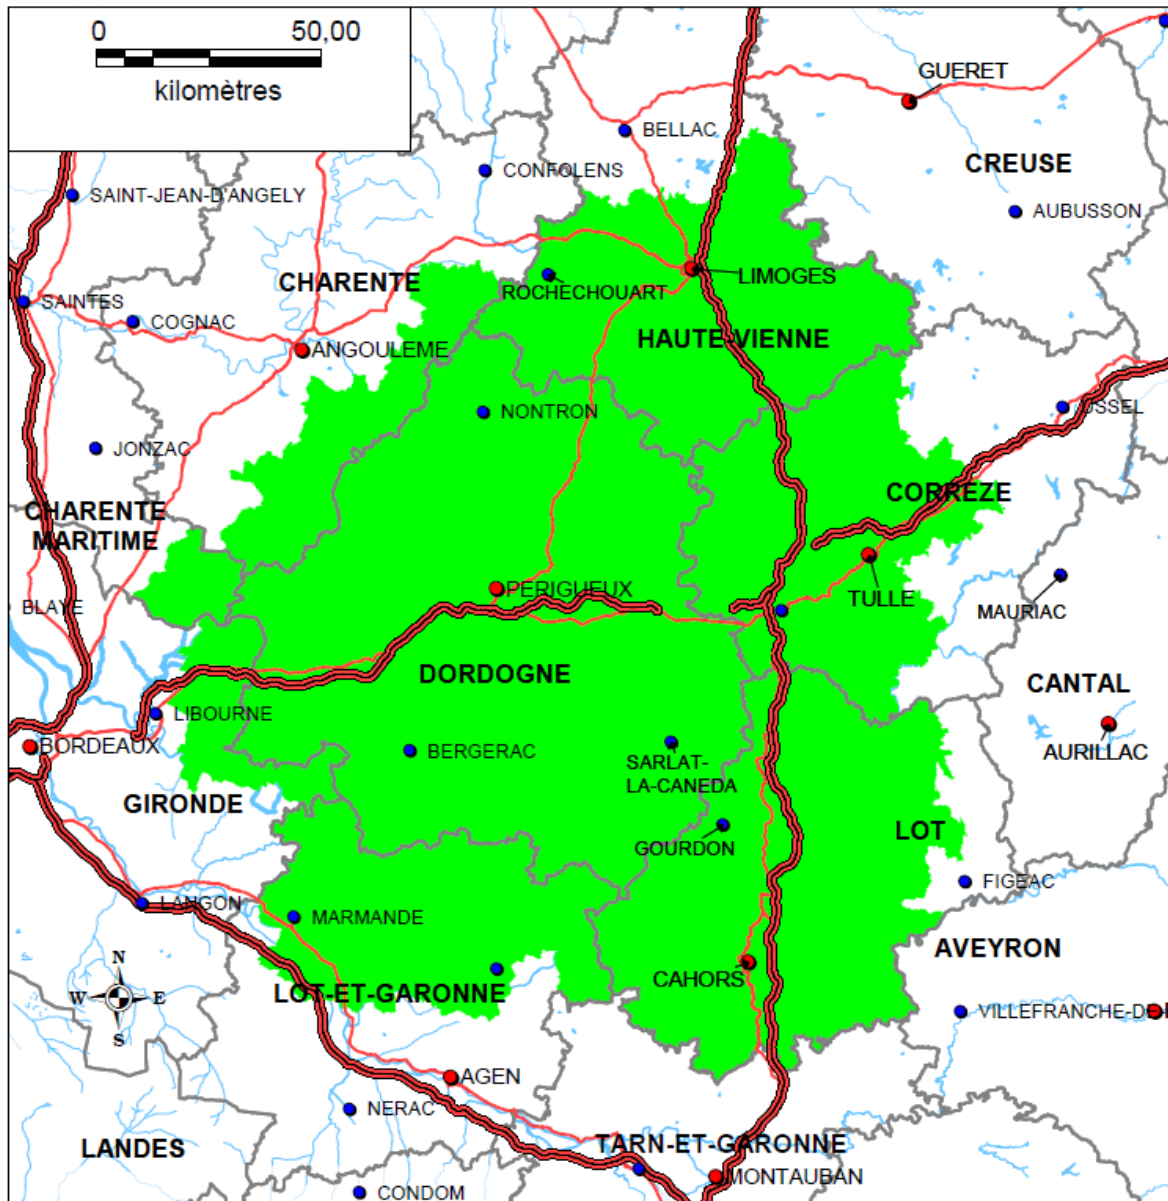 0 50,00
kilomètres
GUERET
BELLAC
CREUSE
CONFOLENS
SAINT-JEAN-D'ANGELY
AUBUSSON
CHARENTE
LIMOGES
ROCHECHOUART
SAINTES
COGNAC
HAUTE-VIENNE
ANGOULEME
NONTRON
USSEL
JONZAC
CORREZE
CHARENTE
MARITIME
PERIGUEUX
TULLE
BLAYE
MAURIAC
DORDOGNE
CANTAL
LIBOURNE
BORDEAUX
BERGERAC
SARLAT-
LA-CANEDA
AURILLAC
GIRONDE
LOT
GOURDON
FIGEAC
LANGON
MARMANDE
AVEYRON
N
CAHORS
LOT-ET-GARONNE
W E
VILLEFRANCHE-DE-
S
AGEN
NERAC
LANDES
TARN-ET-GARONNE
MONTAUBAN
CONDOM